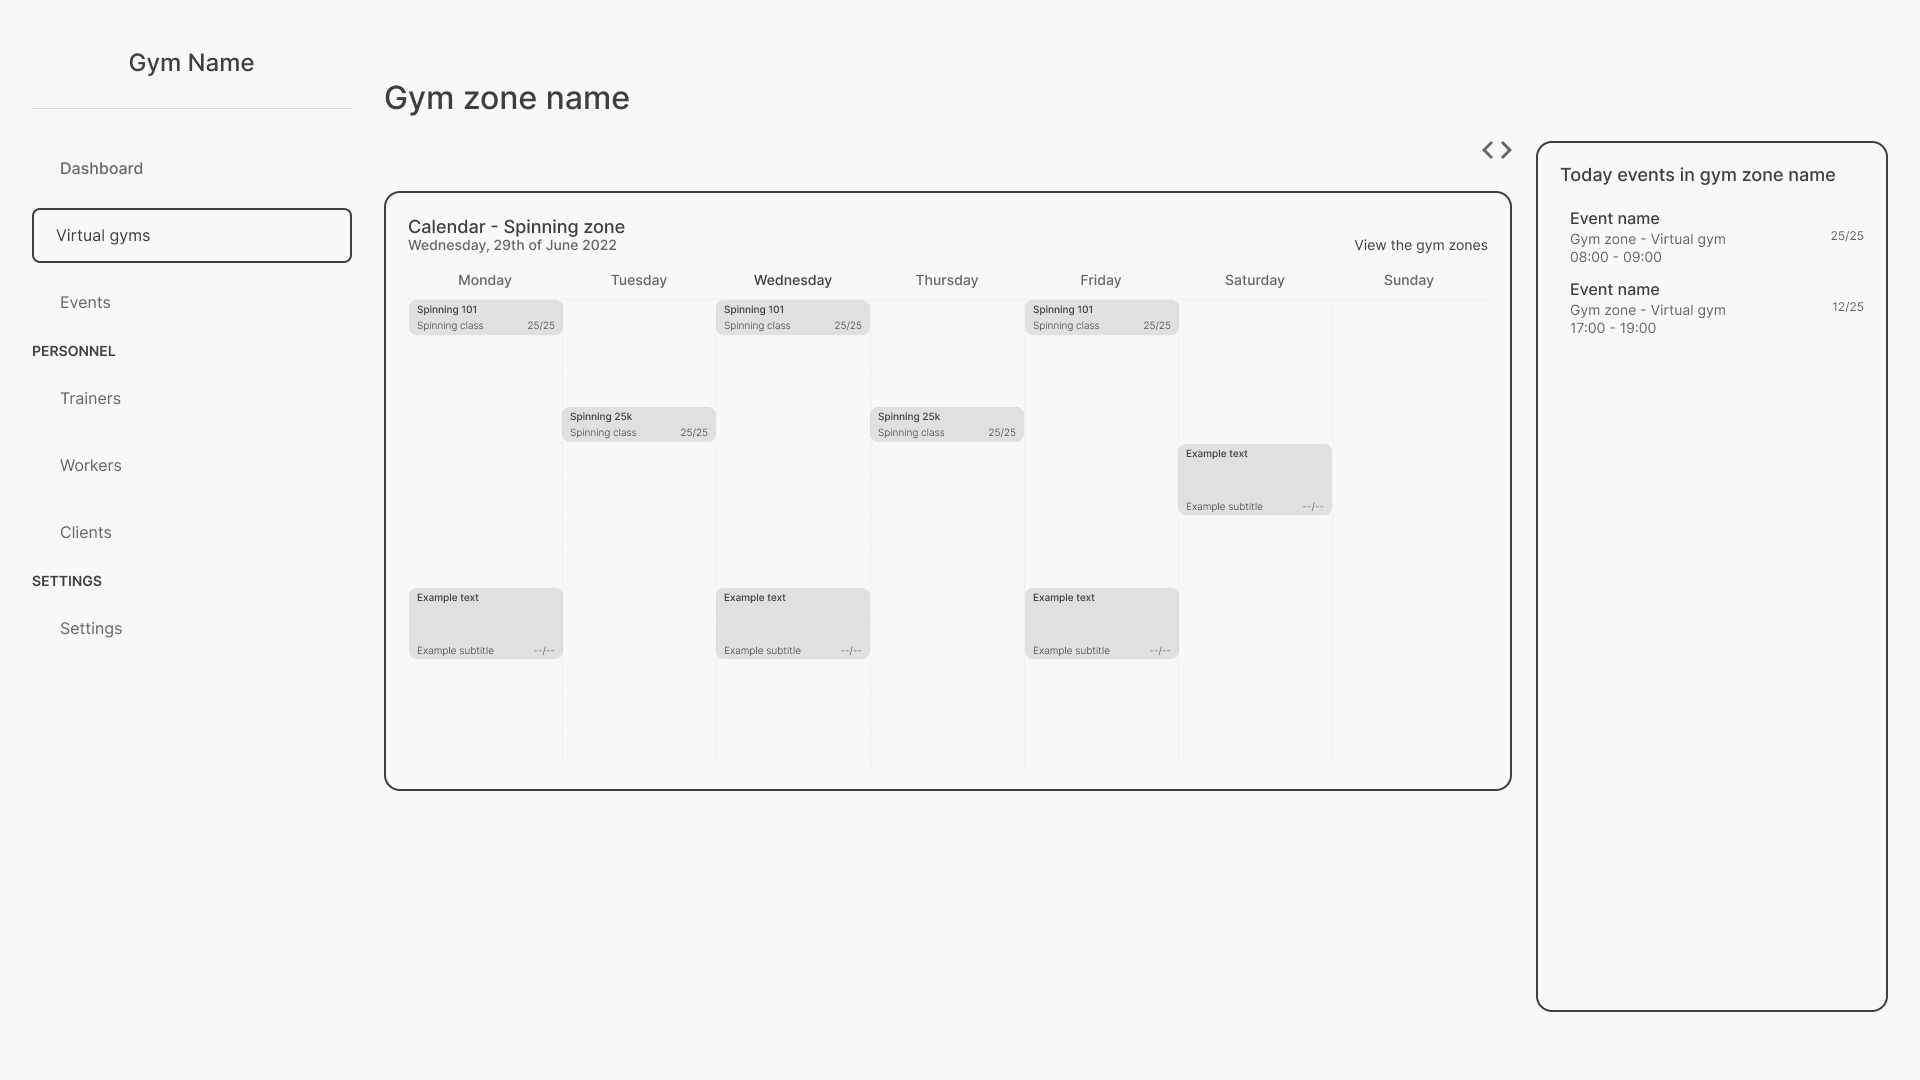 Gym Name
Dashboard
Virtual gyms
Events
PERSONNEL
Trainers
Workers
Clients
SETTINGS
Settings
Gym zone name
Calendar - Spinning zone
Wednesday, 29th of June 2022
View the gym zones
Monday Tuesday Wednesday Thursday Friday Saturday Sunday
Spinning 101 Spinning 101 Spinning 101
Spinning class 25/25 Spinning class 25/25 Spinning class 25/25
Spinning 25k Spinning 25k
Spinning class 25/25 Spinning class 25/25
Example text
Example subtitle --/--
Example text Example text Example text
Example subtitle --/-- Example subtitle --/-- Example subtitle --/--
Today events in gym zone name
Event name
Gym zone - Virtual gym 25/25
08:00 - 09:00
Event name
Gym zone - Virtual gym 12/25
17:00 - 19:00